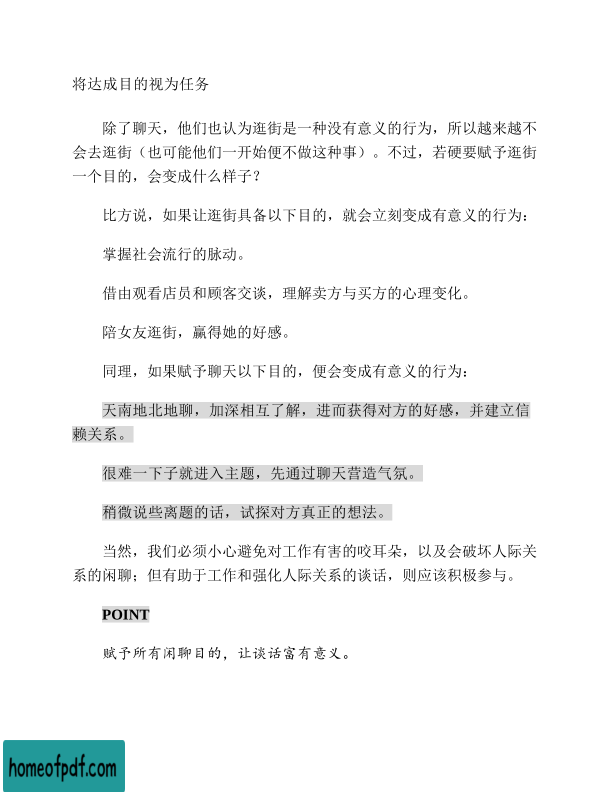 将达成目的视为任务
除了聊天，他们也认为逛街是一种没有意义的行为，所以越来越不
会去逛街（也可能他们一开始便不做这种事）。不过，若硬要赋予逛街
一个目的，会变成什么样子？
比方说，如果让逛街具备以下目的，就会立刻变成有意义的行为：
掌握社会流行的脉动。
借由观看店员和顾客交谈，理解卖方与买方的心理变化。
陪女友逛街，赢得她的好感。
同理，如果赋予聊天以下目的，便会变成有意义的行为：
天南地北地聊，加深相互了解，进而获得对方的好感，并建立信
赖关系。
很难一下子就进入主题，先通过聊天营造气氛。
稍微说些离题的话，试探对方真正的想法。
当然，我们必须小心避免对工作有害的咬耳朵，以及会破坏人际关
系的闲聊；但有助于工作和强化人际关系的谈话，则应该积极参与。
POINT
赋予所有闲聊目的，让谈话富有意义。
homeofpdf.com